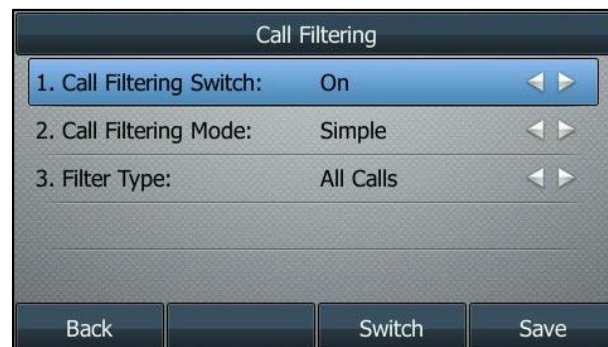 Call Filtering
1. Call Filtering Switch: On
2. Call Filtering Mode: Simple
3. Filter Type: All Calls
Back Switch Save